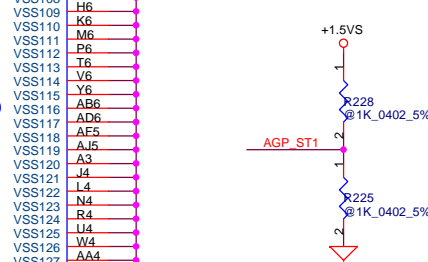 VSS109 H6
VSS110 K6
VSS111 M6
VSS112 P6
VSS113 T6
VSS114 V6
VSS115 Y6
VSS116 AB6
VSS117 AD6
VSS118 AF5
VSS119 AJ5
VSS120 A3
VSS121 J4
VSS122 L4
VSS123 N4
VSS124 R4
VSS125 U4
VSS126 W4
VSS127 AA4
+1.5VS
1
R228
@1K_0402_5%
2
AGP_ST1
1
R225
@1K_0402_5%
2